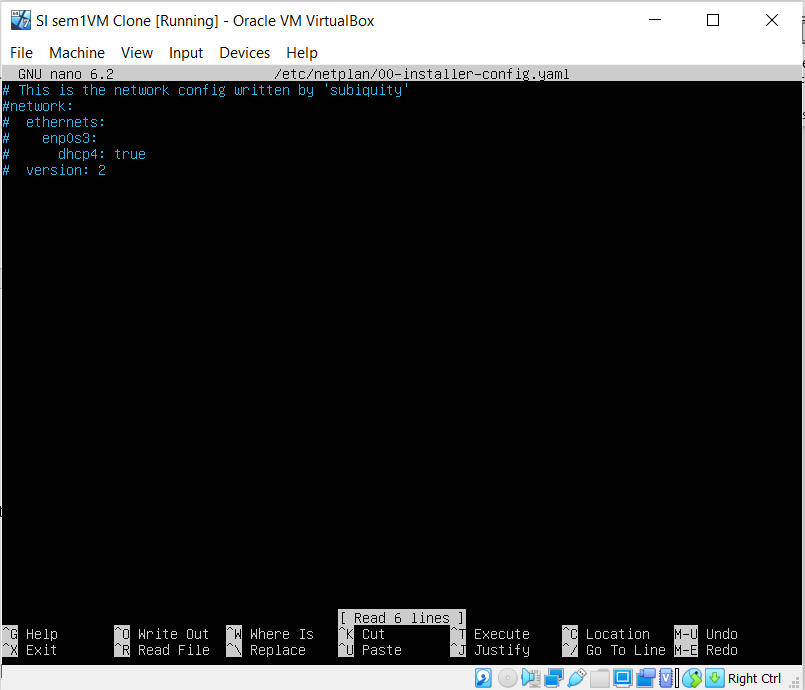 SI sem1VM Clone [Running] - Oracle VM VirtualBox
File Machine View Input Devices Help
GNU nano 6.2 /etc/netplan/00-installer-config.yaml
# This is the network config written by 'subiquity'
#network:
#  ethernets:
#    enp0s3:
#      dhcp4: true
#  version: 2
[ Read 6 lines ]
^G Help ^O Write Out ^W Where Is ^K Cut ^T Execute ^C Location M-U Undo
^X Exit ^R Read File ^\ Replace ^U Paste ^J Justify ^/ Go To Line M-E Redo
Right Ctrl